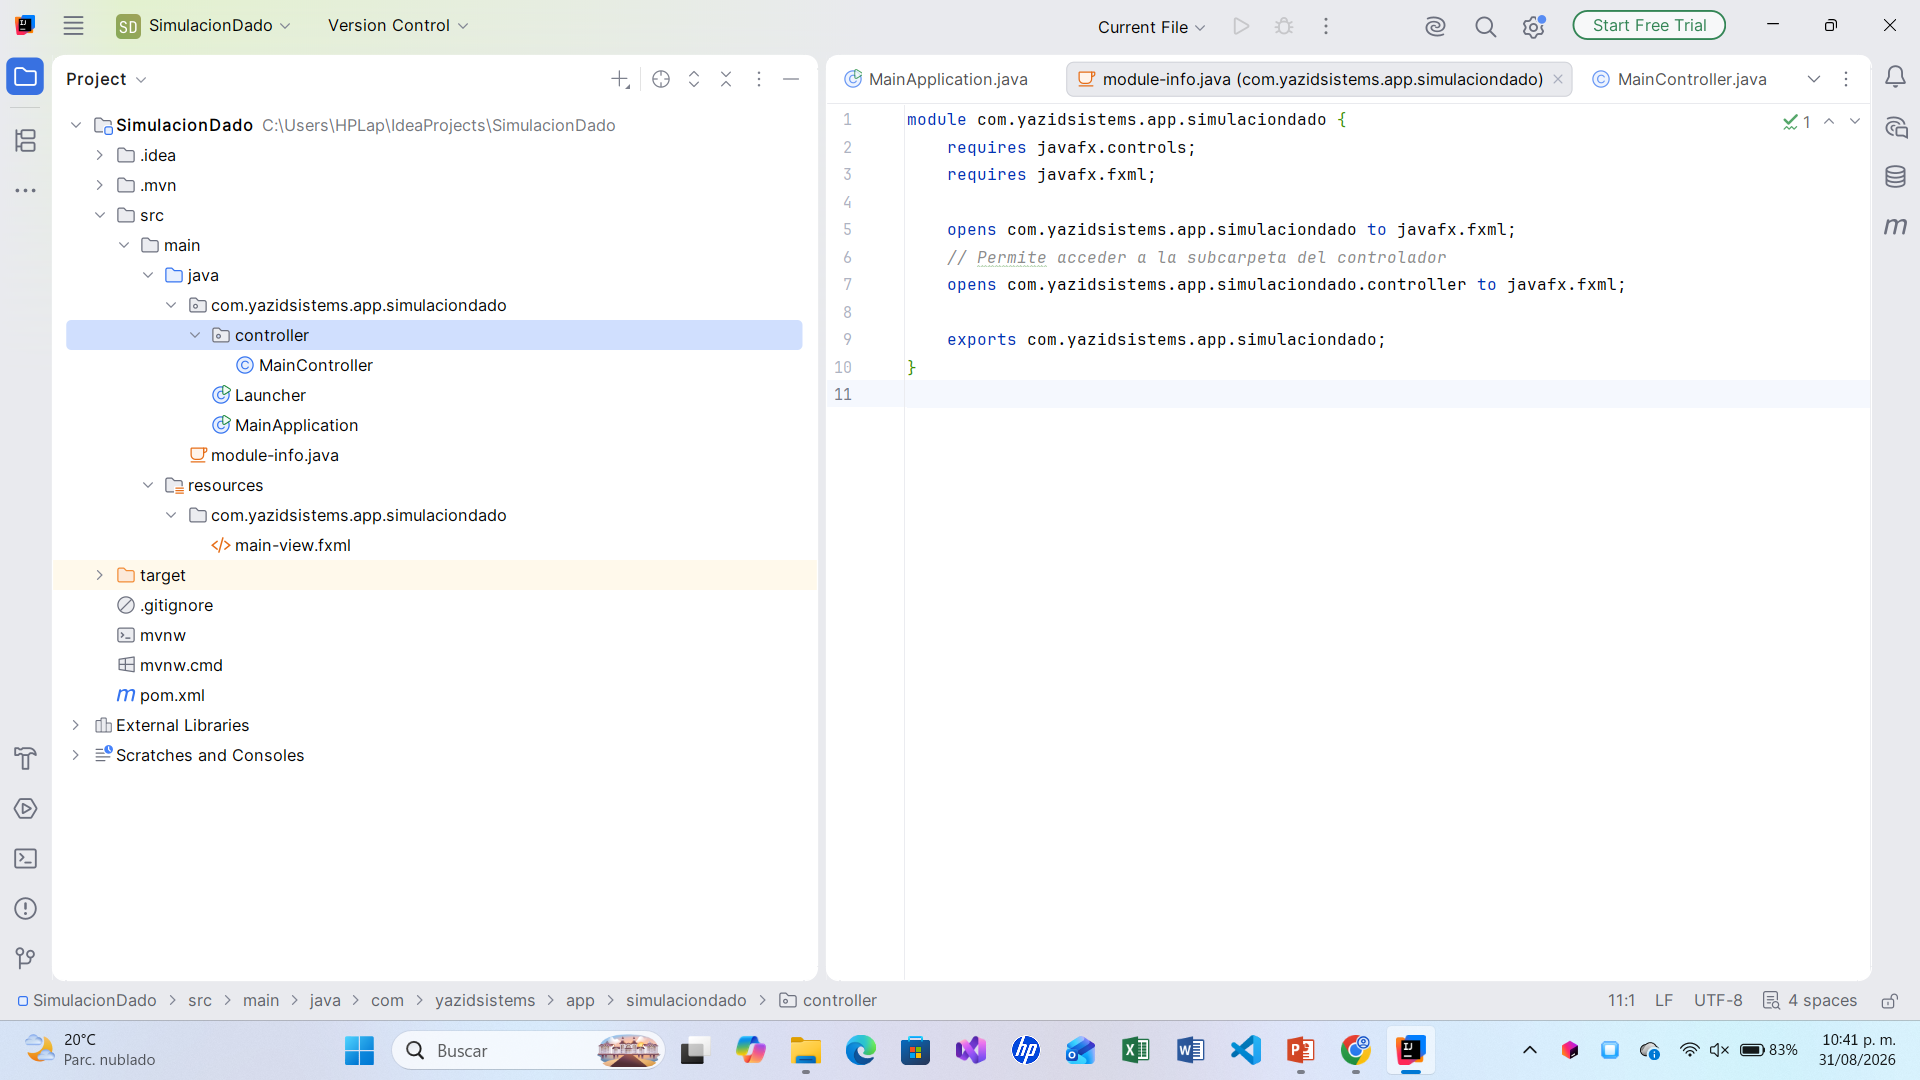 SD SimulacionDado Version Control Current File Start Free Trial
Project
SimulacionDado C:\Users\HPLap\IdeaProjects\SimulacionDado
.idea
.mvn
src
main
java
com.yazidsistems.app.simulaciondado
controller
MainController
Launcher
MainApplication
module-info.java
resources
com.yazidsistems.app.simulaciondado
main-view.fxml
target
.gitignore
mvnw
mvnw.cmd
m pom.xml
External Libraries
Scratches and Consoles
MainApplication.java module-info.java (com.yazidsistems.app.simulaciondado) MainController.java
1 module com.yazidsistems.app.simulaciondado { 1
2 requires javafx.controls;
3 requires javafx.fxml;
4
5 opens com.yazidsistems.app.simulaciondado to javafx.fxml;
6 // Permite acceder a la subcarpeta del controlador
7 opens com.yazidsistems.app.simulaciondado.controller to javafx.fxml;
8
9 exports com.yazidsistems.app.simulaciondado;
10 }
11
m
SimulacionDado > src > main > java > com > yazidsistems > app > simulaciondado > controller 11:1 LF UTF-8 4 spaces
20°C
Parc. nublado
Buscar
83%
10:41 p. m.
31/08/2026